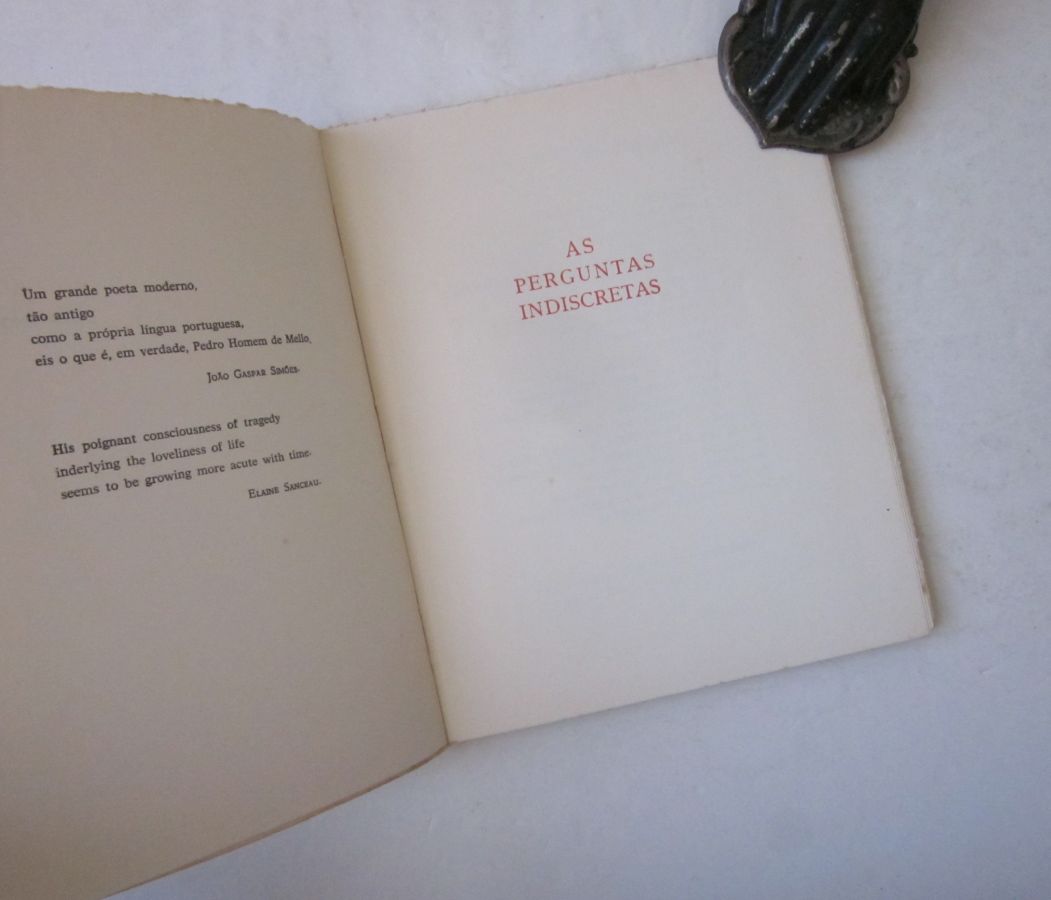 Um grande poeta moderno,
tão antigo
como a própria língua portuguesa,
eis o que é, em verdade, Pedro Homem de Mello.
João Gaspar Simões.
His poignant consciousness of tragedy
inderlying the loveliness of life
seems to be growing more acute with time.
Elaine Sanceau.
AS
PERGUNTAS
INDISCRETAS